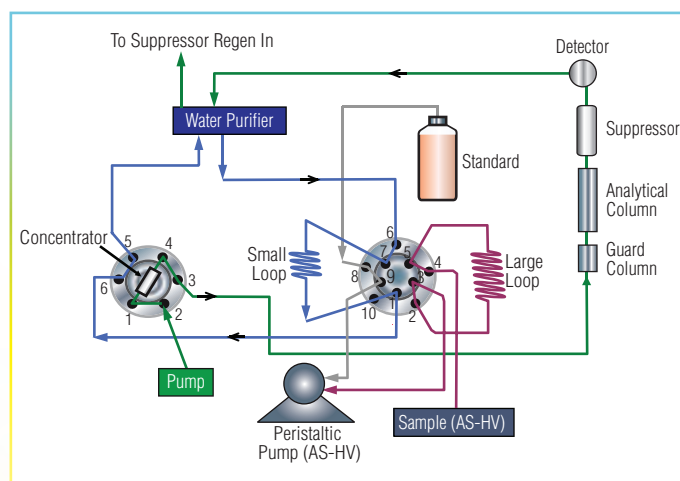 To Suppressor Regen In
Detector
Water Purifier
Suppressor
Standard
Analytical
Column
Guard
Column
Concentrator
5
4
6
3
1
2
Small
Loop
6
7
5
4
8
9
3
10
1
2
Large
Loop
Pump
Peristaltic
Pump (AS-HV)
Sample (AS-HV)